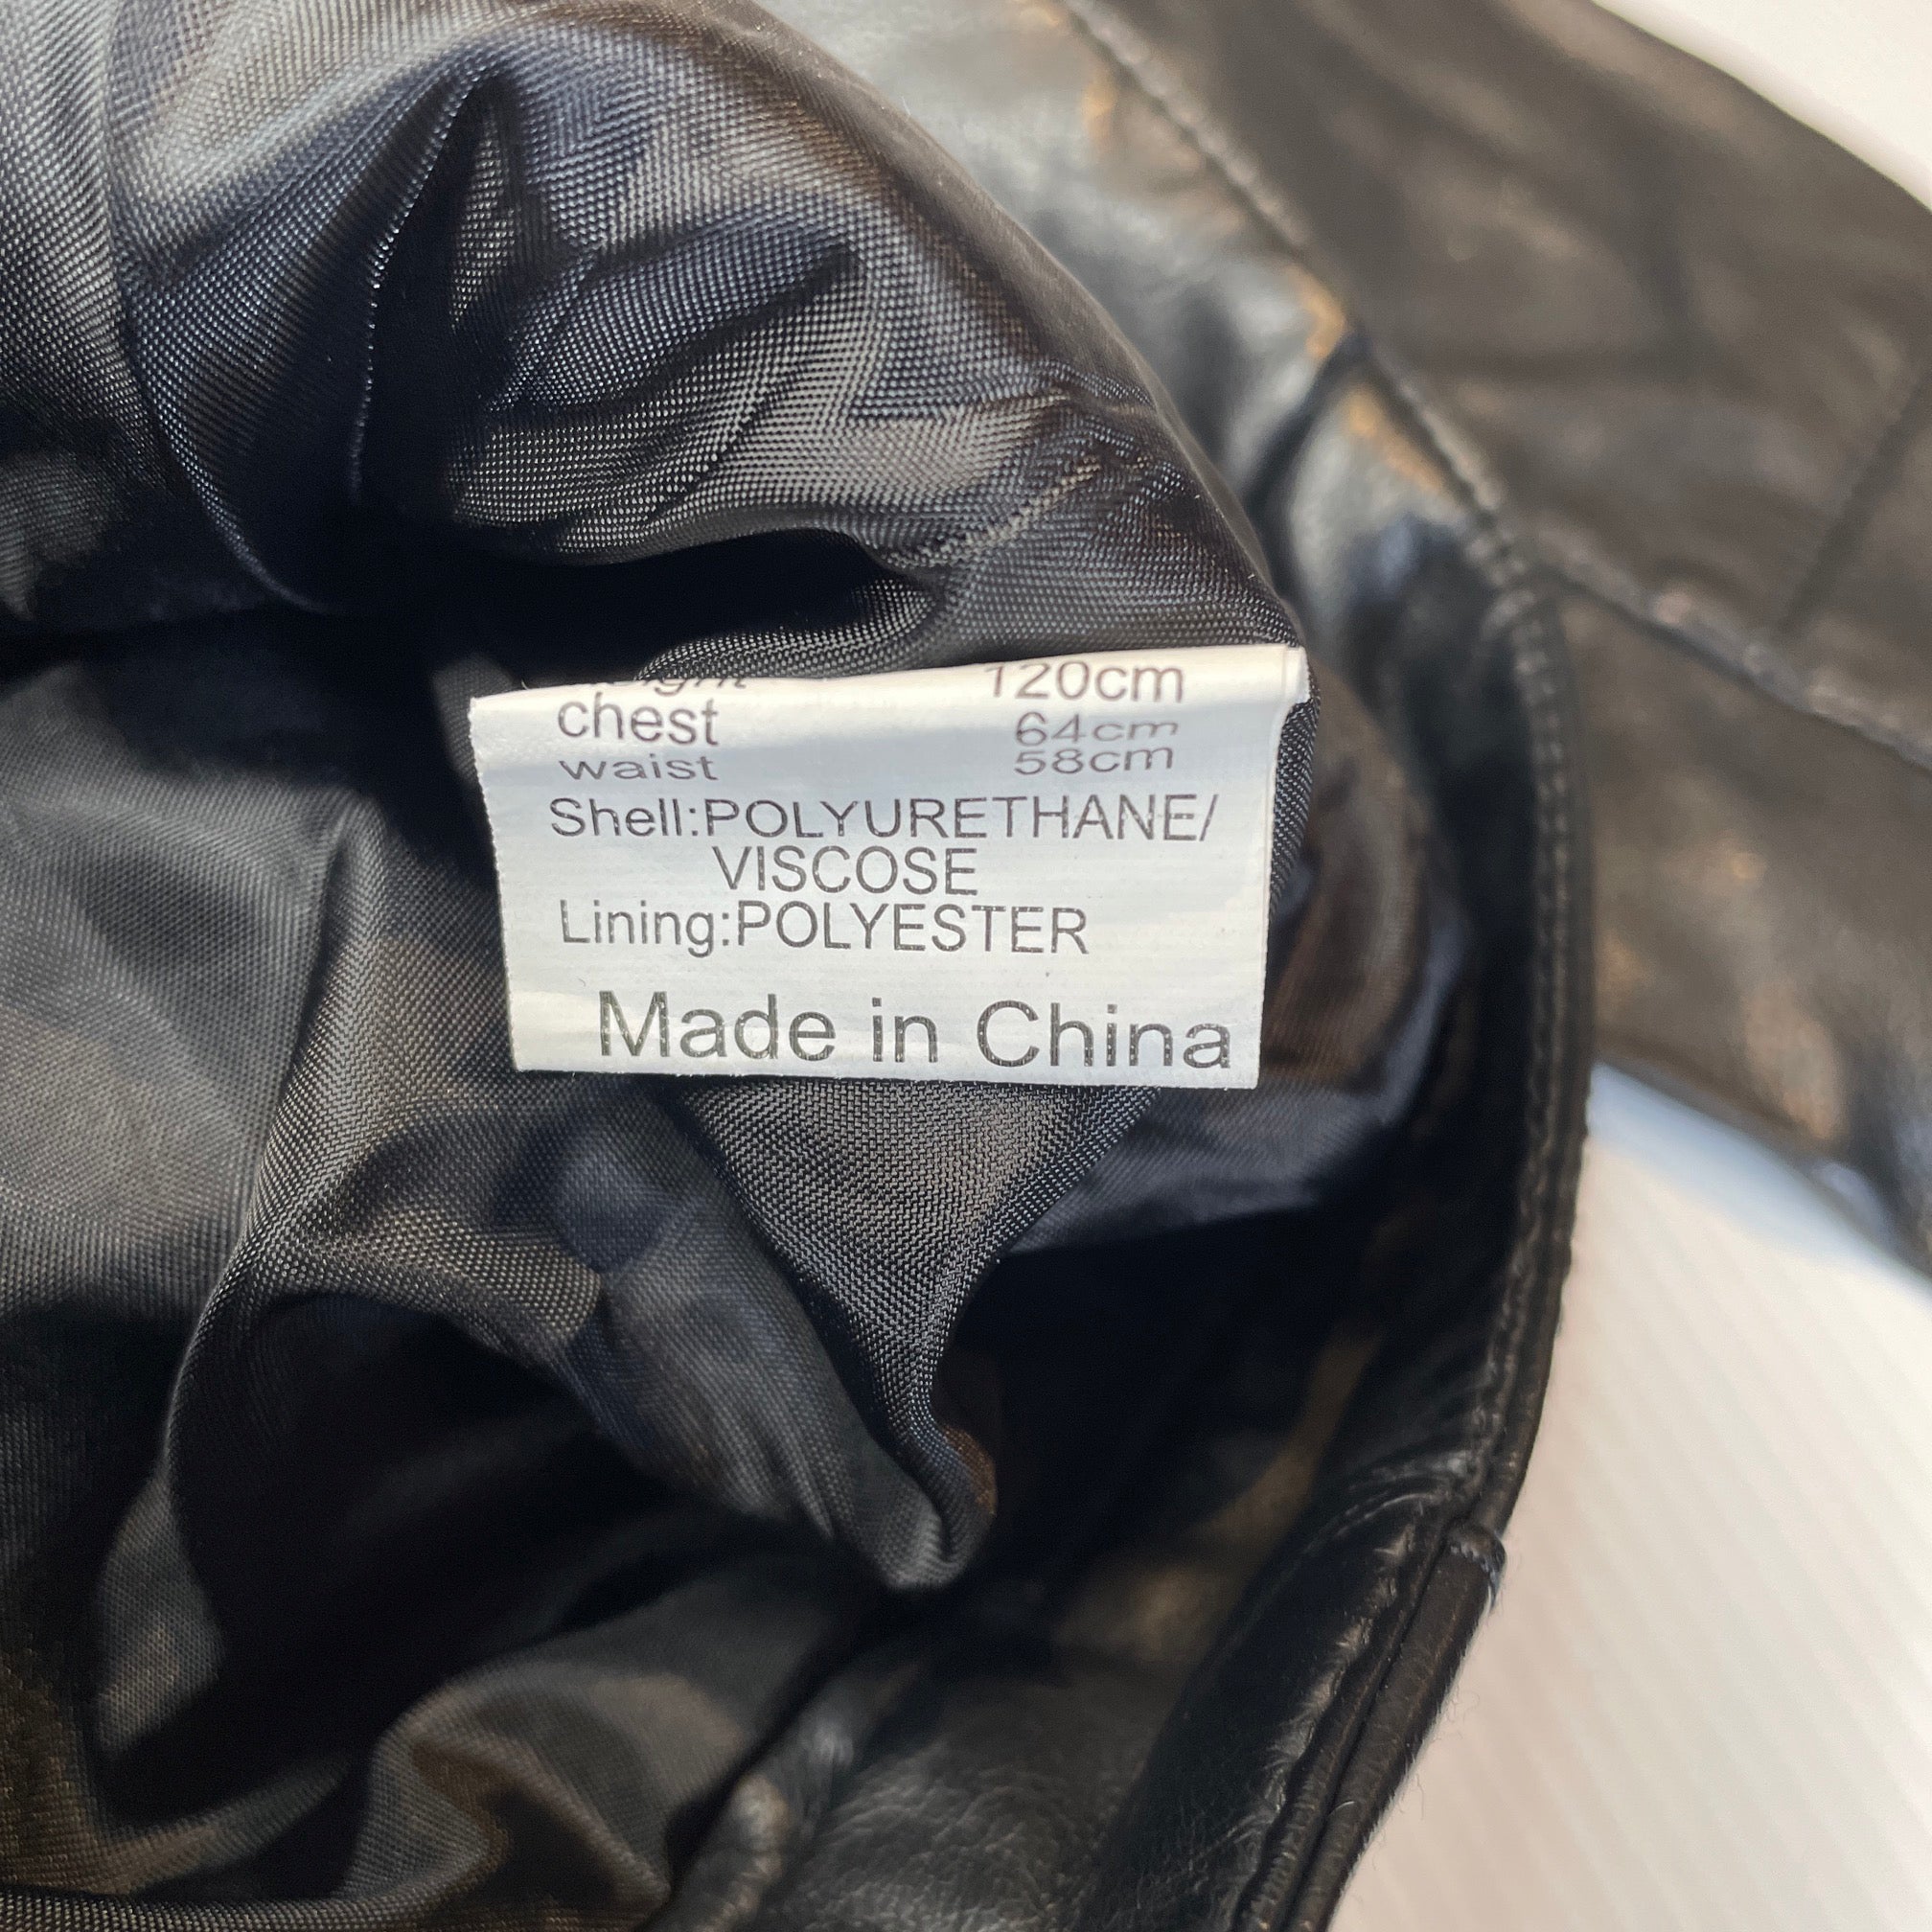 120cm
chest 64cm
waist 58cm
Shell:POLYURETHANE/
VISCOSE
Lining:POLYESTER
Made in China